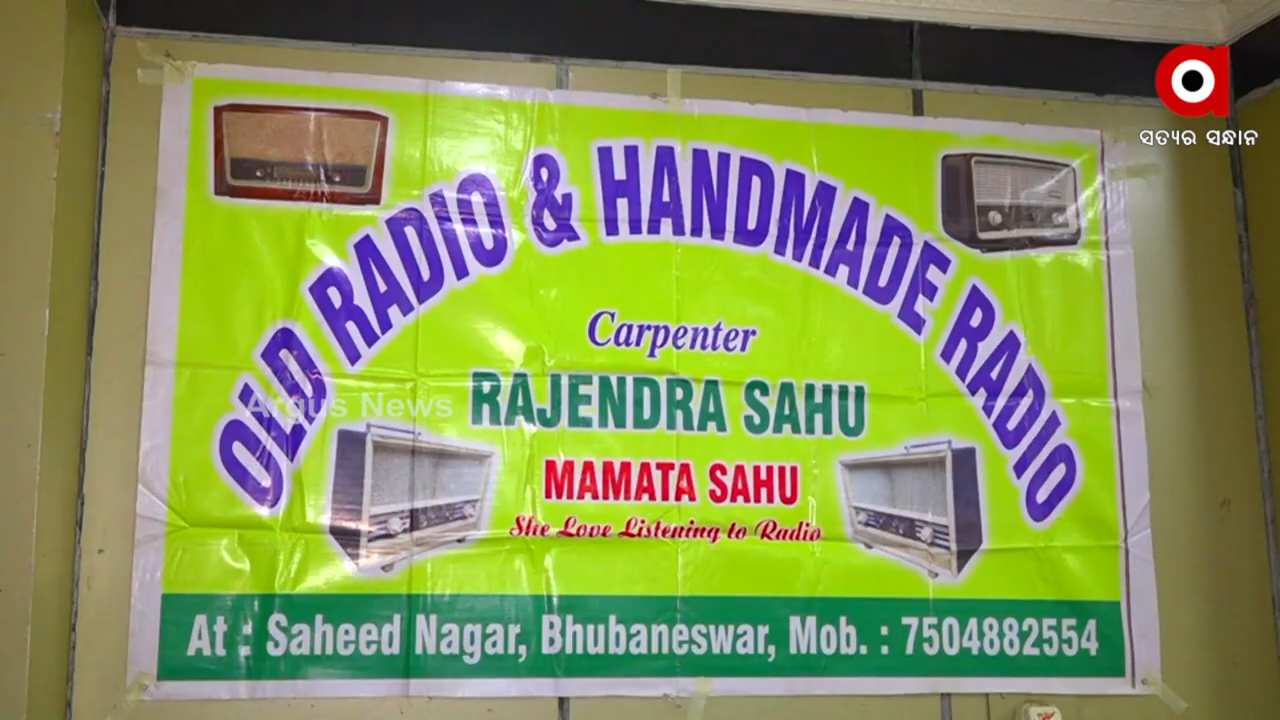 ସତ୍ୟର ସନ୍ଧାନ
OLD RADIO & HANDMADE RADIO
Carpenter
RAJENDRA SAHU
Argus News
MAMATA SAHU
She Love Listening to Radio
At : Saheed Nagar, Bhubaneswar, Mob. : 7504882554